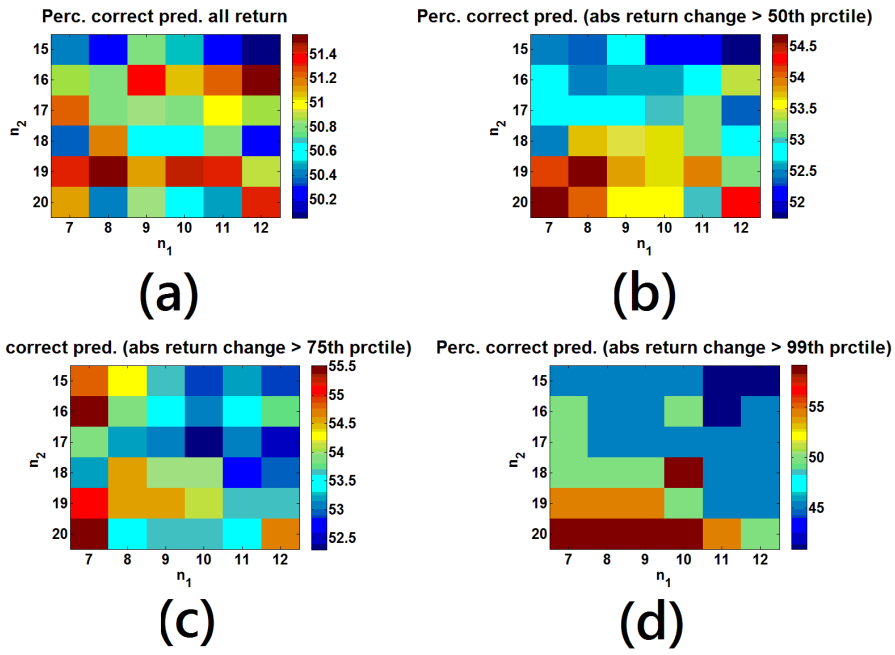 Perc. correct pred. all return
15
16
17
18
19
20
n2
7 8 9 10 11 12
n1
51.4
51.2
51
50.8
50.6
50.4
50.2
(a)
Perc. correct pred. (abs return change > 50th prctile)
15
16
17
18
19
20
n2
7 8 9 10 11 12
n1
54.5
54
53.5
53
52.5
52
(b)
correct pred. (abs return change > 75th prctile)
15
16
17
18
19
20
n2
7 8 9 10 11 12
n1
55.5
55
54.5
54
53.5
53
52.5
(c)
Perc. correct pred. (abs return change > 99th prctile)
15
16
17
18
19
20
n2
7 8 9 10 11 12
n1
55
50
45
(d)